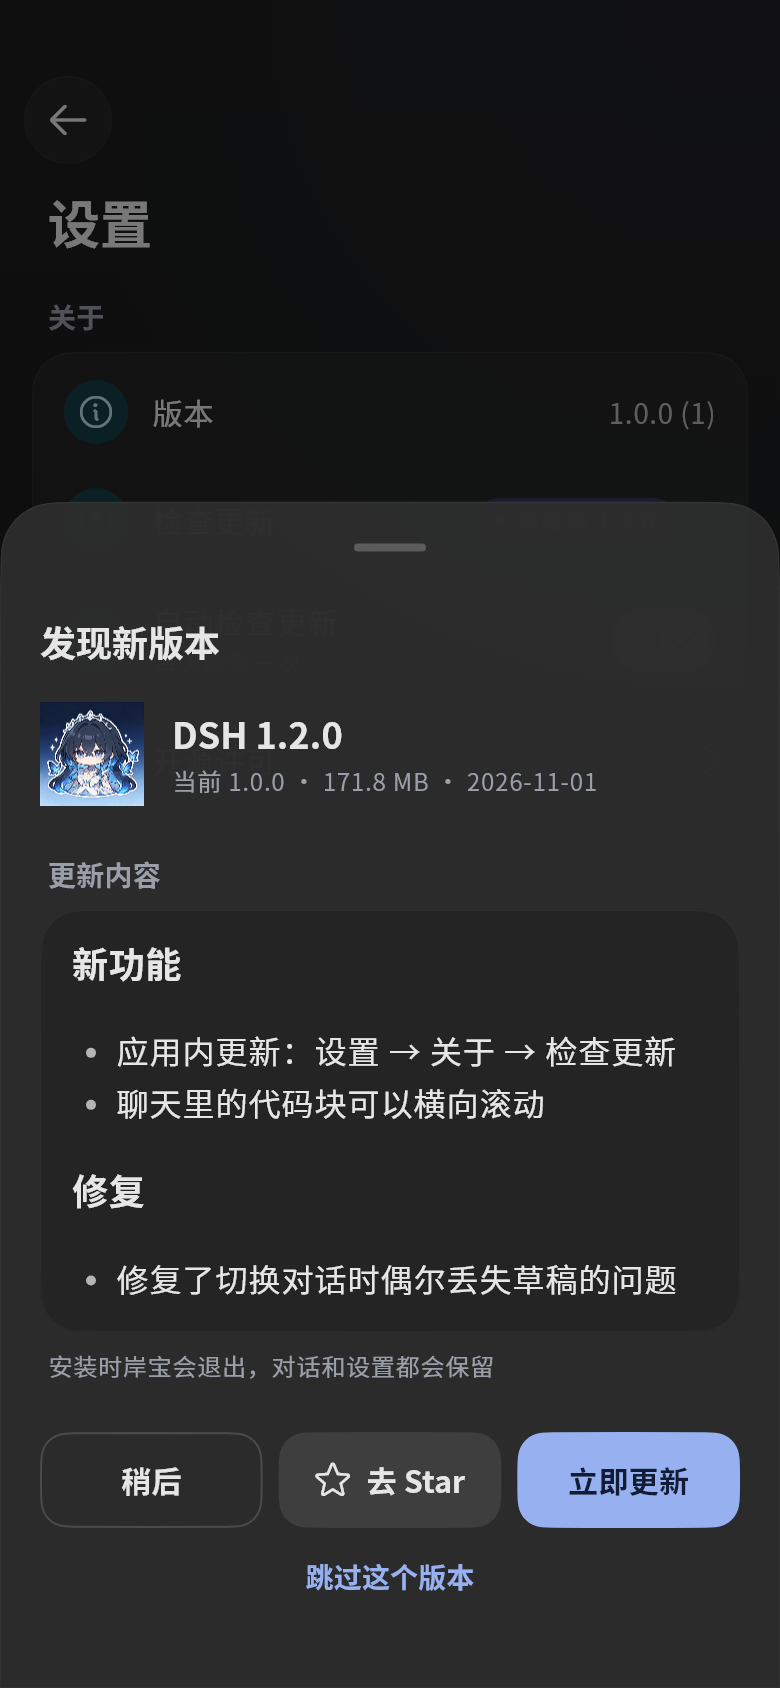 设置
关于
版本
1.0.0 (1)
检查更新
发现新版本
DSH 1.2.0
当前 1.0.0 • 171.8 MB • 2026-11-01
更新内容
新功能
• 应用内更新：设置 → 关于 → 检查更新
• 聊天里的代码块可以横向滚动
修复
• 修复了切换对话时偶尔丢失草稿的问题
安装时岸宝会退出，对话和设置都会保留
稍后
去 Star
立即更新
跳过这个版本